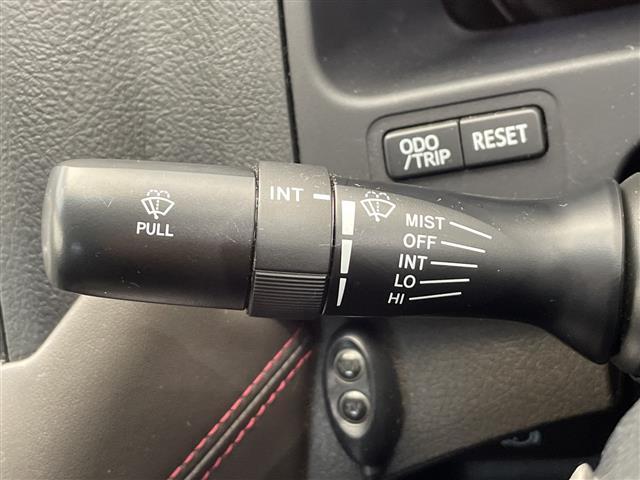 ODO
/TRIP
RESET
INT
PULL
MIST
OFF
INT
LO
HI